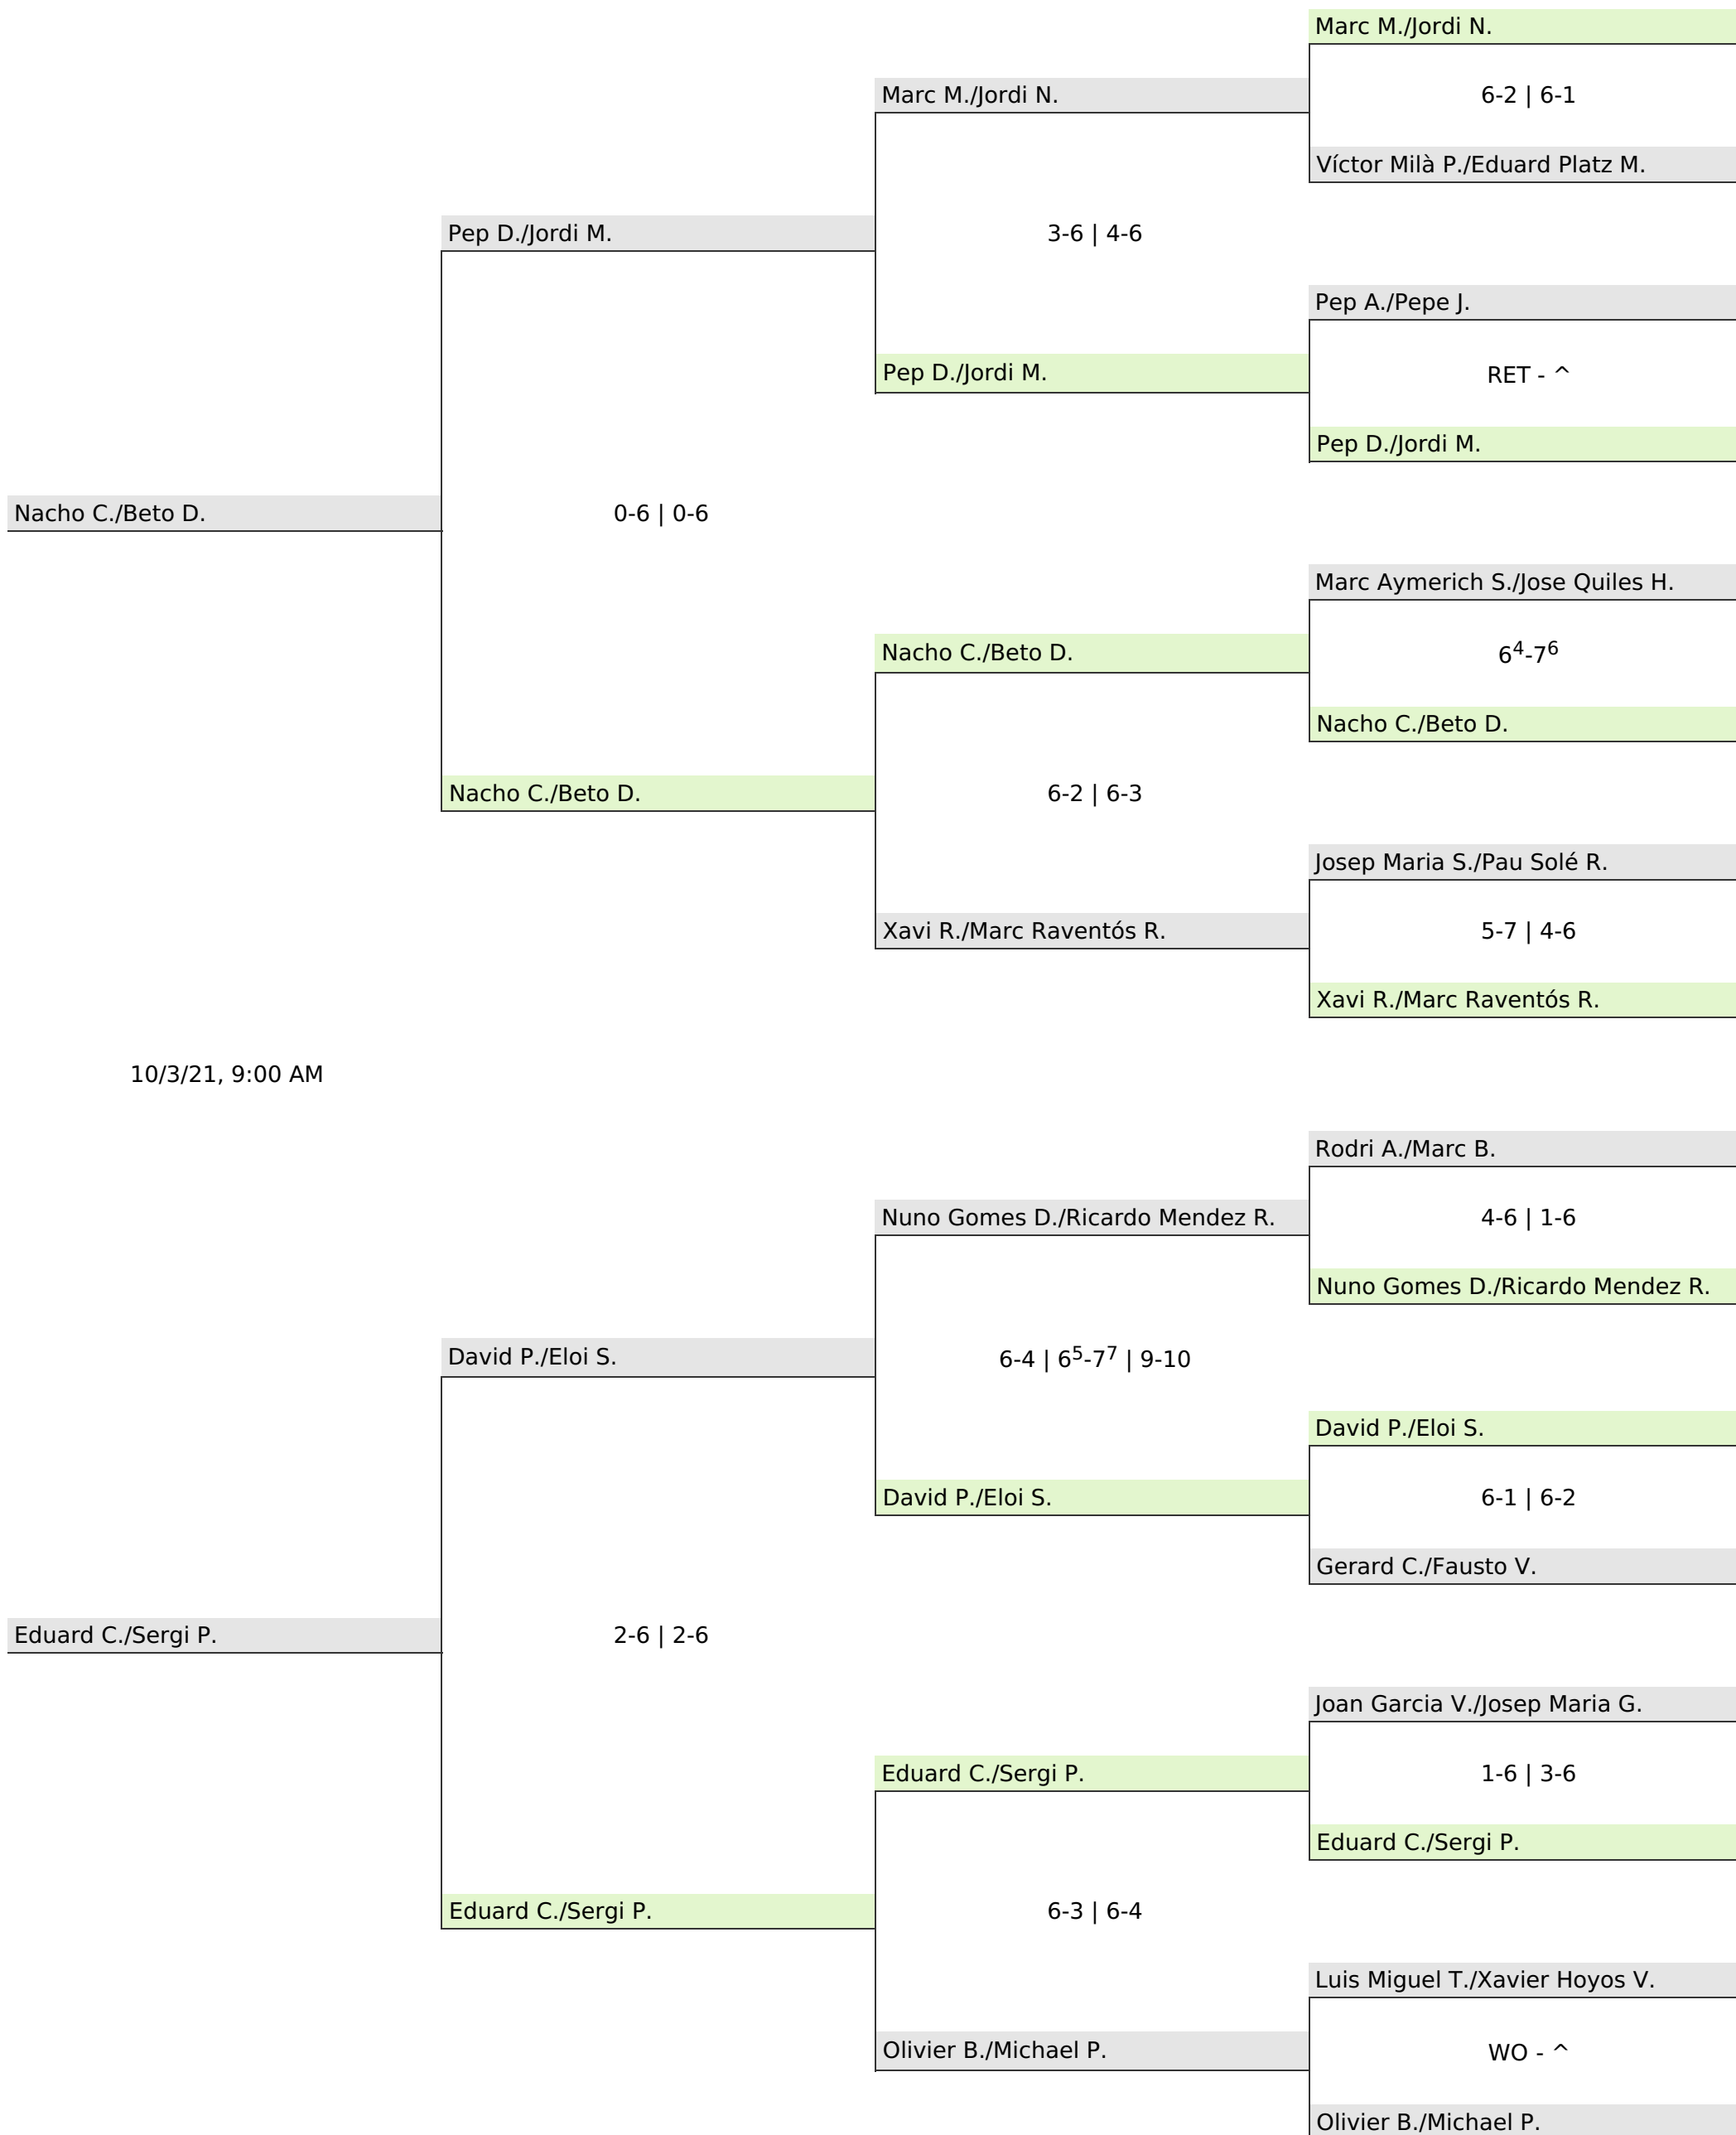 Marc M./Jordi N.
Marc M./Jordi N.
6-2 | 6-1
Víctor Milà P./Eduard Platz M.
Pep D./Jordi M.
3-6 | 4-6
Pep A./Pepe J.
Pep D./Jordi M.
RET - ^
Pep D./Jordi M.
Nacho C./Beto D.
0-6 | 0-6
Marc Aymerich S./Jose Quiles H.
Nacho C./Beto D.
6⁴-7⁶
Nacho C./Beto D.
Nacho C./Beto D.
6-2 | 6-3
Josep Maria S./Pau Solé R.
Xavi R./Marc Raventós R.
5-7 | 4-6
Xavi R./Marc Raventós R.
10/3/21, 9:00 AM
Rodri A./Marc B.
Nuno Gomes D./Ricardo Mendez R.
4-6 | 1-6
Nuno Gomes D./Ricardo Mendez R.
David P./Eloi S.
6-4 | 6⁵-7⁷ | 9-10
David P./Eloi S.
David P./Eloi S.
6-1 | 6-2
Gerard C./Fausto V.
Eduard C./Sergi P.
2-6 | 2-6
Joan Garcia V./Josep Maria G.
Eduard C./Sergi P.
1-6 | 3-6
Eduard C./Sergi P.
Eduard C./Sergi P.
6-3 | 6-4
Luis Miguel T./Xavier Hoyos V.
Olivier B./Michael P.
WO - ^
Olivier B./Michael P.